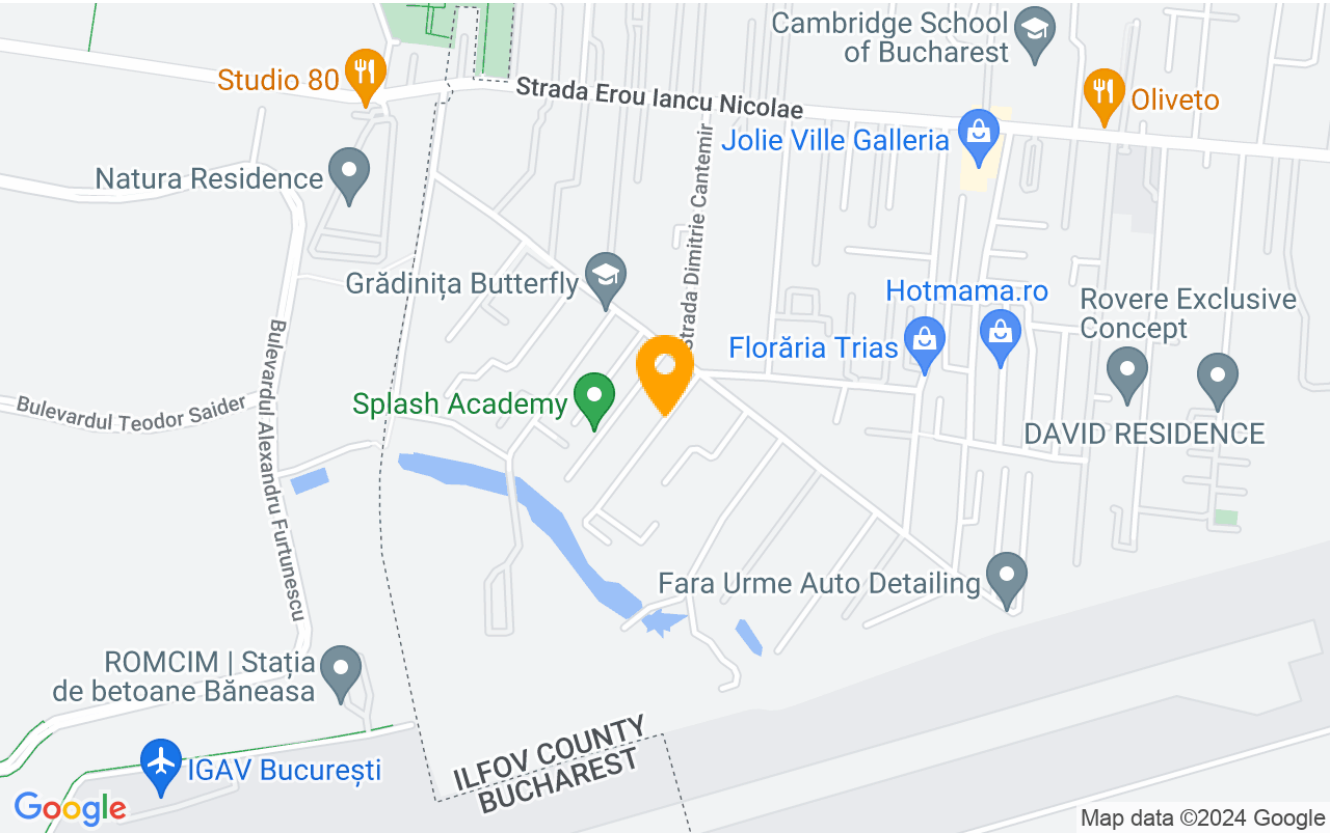 Cambridge School
of Bucharest
Studio 80
Strada Erou Iancu Nicolae
Oliveto
Jolie Ville Galleria
Natura Residence
Strada Dimitrie Cantemir
Grădinița Butterfly
Hotmama.ro
Rovere Exclusive
Concept
Florăria Trias
Bulevardul Teodor Saider
Bulevardul Alexandru Furtunescu
Splash Academy
DAVID RESIDENCE
Fara Urme Auto Detailing
ROMCIM | Stația
de betoane Băneasa
ILFOV COUNTY
BUCHAREST
IGAV București
Google
Map data ©2024 Google